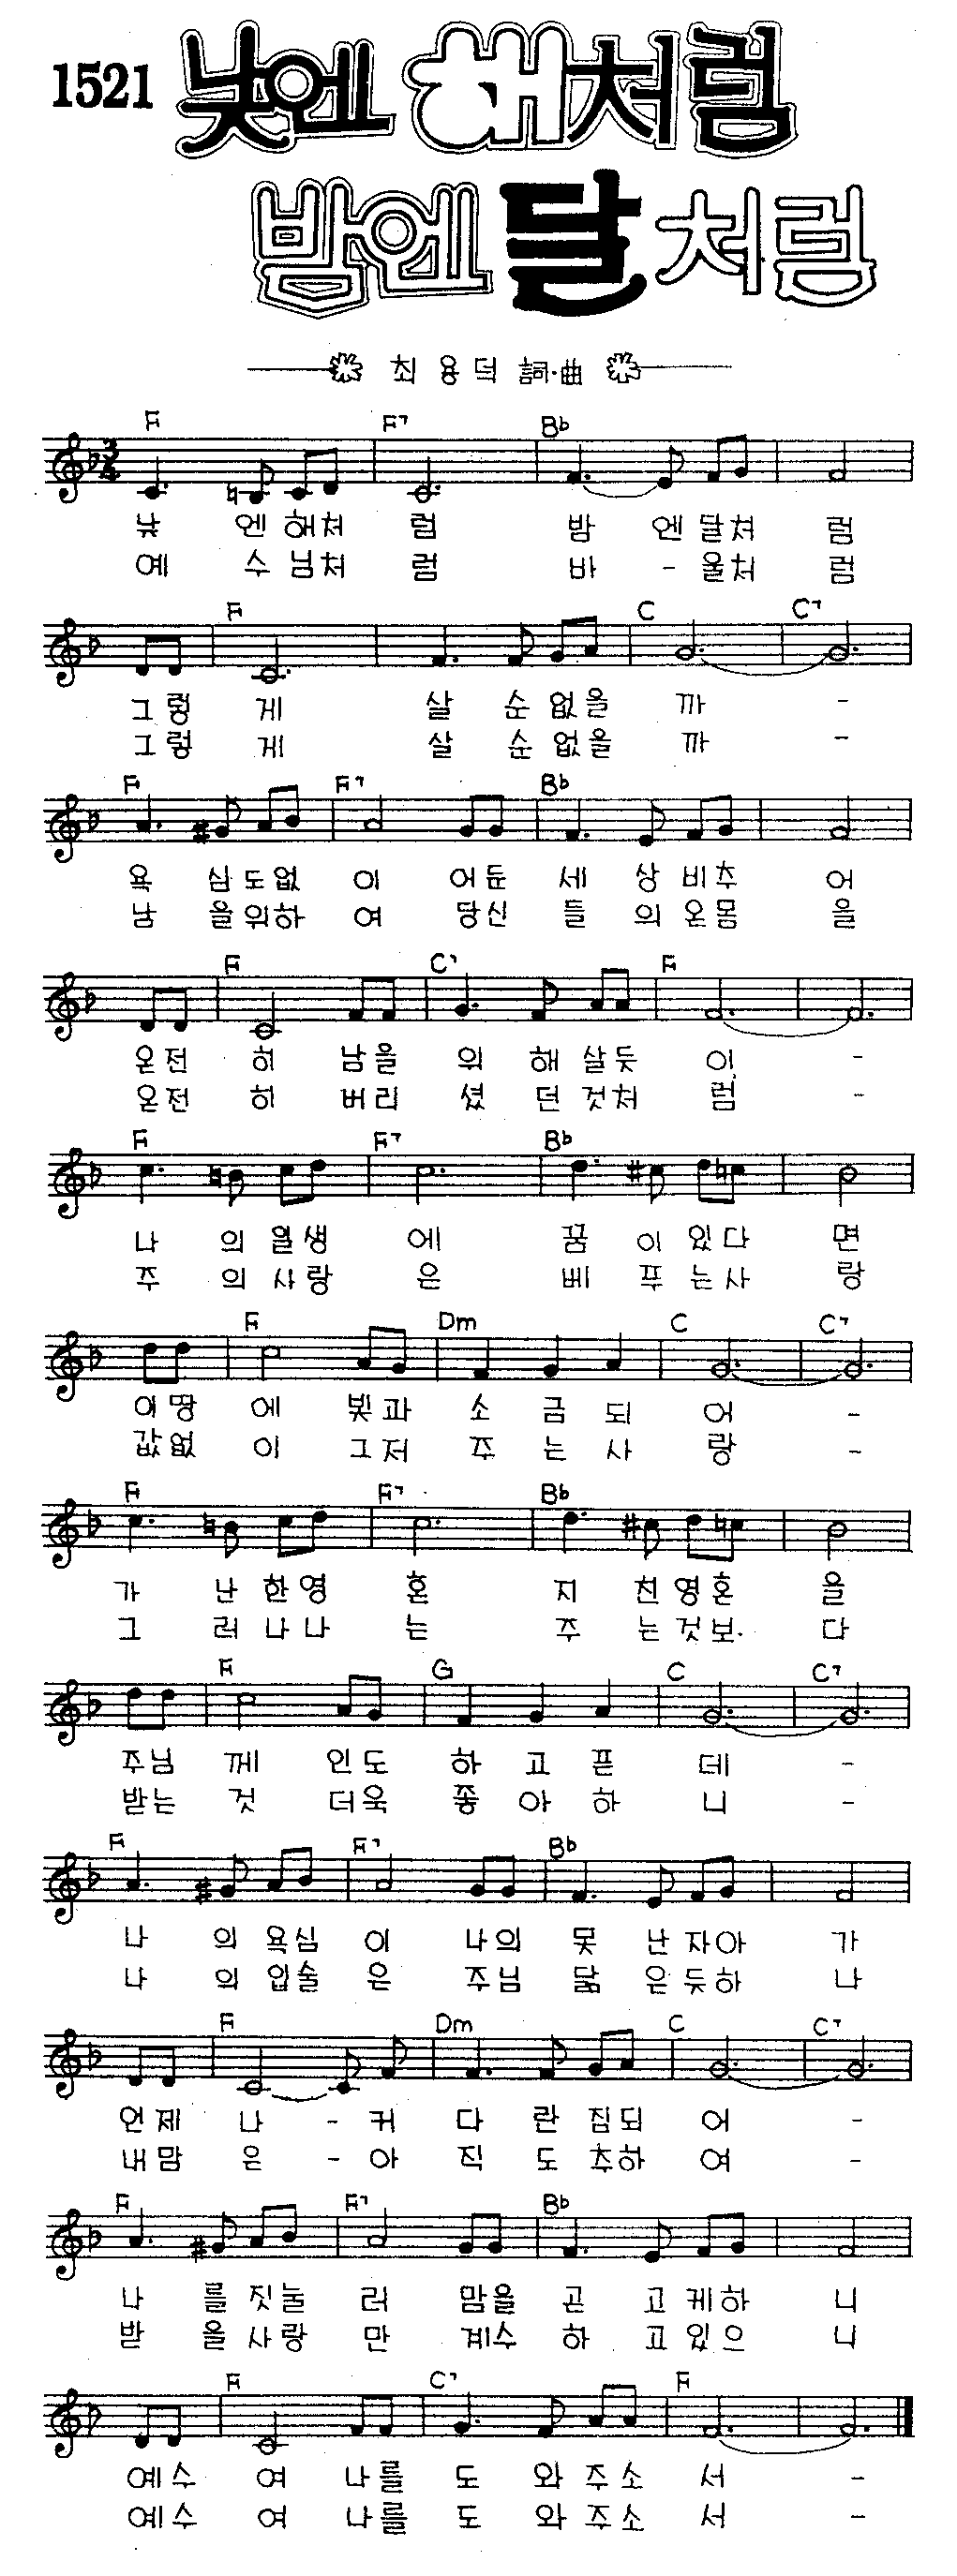 1521 낮엔 해처럼
밤엔 달처럼
최 용 덕 詞·曲
F F7 Bb
낮 엔 해 처 럼 밤 엔 달 처 럼
예 수 님 처 럼 바 - 울 처 럼
F C C7
그 렇 게 살 순 없 을 까 -
그 렇 게 살 순 없 을 까 -
F F7 Bb
욕 심 도 없 이 어 둔 세 상 비 추 어
남 을 위 하 여 당 신 들 의 온 몸 을
F C7 F
온 전 히 남 을 위 해 살 듯 이 -
온 전 히 버 리 셨 던 것 처 럼 -
F F7 Bb
나 의 일 생 에 꿈 이 있 다 면
주 의 사 랑 은 베 푸 는 사 랑
F Dm C C7
이 땅 에 빛 과 소 금 되 어 -
값 없 이 그 저 주 는 사 랑 -
F F7 Bb
가 난 한 영 혼 지 친 영 혼 을
그 러 나 나 는 주 는 것 보 다
F G C C7
주 님 께 인 도 하 고 픈 데 -
받 는 것 더 욱 좋 아 하 니 -
F F7 Bb
나 의 욕 심 이 나 의 못 난 자 아 가
나 의 입 술 은 주 님 닮 은 듯 하 나
F Dm C C7
언 제 나 - 커 다 란 짐 되 어 -
내 맘 은 - 아 직 도 추 하 여 -
F F7 Bb
나 를 짓 눌 러 맘 을 곤 고 케 하 니
받 을 사 랑 만 계 수 하 고 있 으 니
F C7 F
예 수 여 나 를 도 와 주 소 서 -
예 수 여 나 를 도 와 주 소 서 -